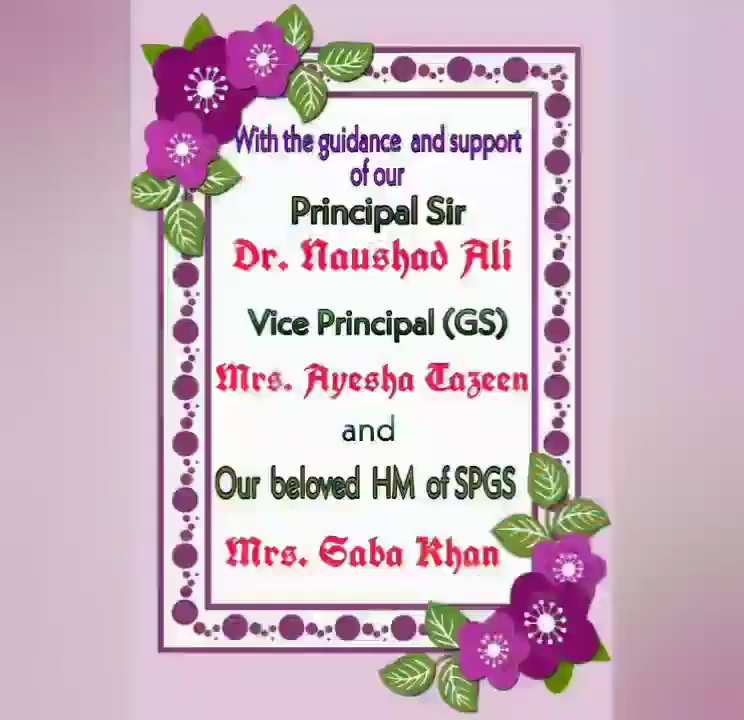 With the guidance and support
of our
Principal Sir
Dr. Naushad Ali
Vice Principal (GS)
Mrs. Ayesha Tazeen
and
Our beloved HM of SPGS
Mrs. Saba Khan